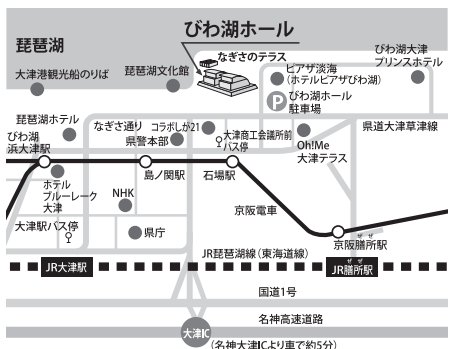 びわ湖ホール
琵琶湖
なぎさのテラス
大津港観光船のりば
琵琶湖文化館
ピアザ淡海
(ホテルピアザびわ湖)
びわ湖大津
プリンスホテル
P
びわ湖ホール
駐車場
琵琶湖ホテル
なぎさ通り
コラボしが21
県警本部
大津商工会議所前
バス停
Oh!Me
大津テラス
県道大津草津線
びわ湖
浜大津駅
島ノ関駅
石場駅
ホテル
ブルーレーク
大津
NHK
京阪電車
大津駅バス停
県庁
ぜぜ
京阪膳所駅
JR琵琶湖線(東海道線)
JR大津駅
ぜぜ
JR膳所駅
国道1号
名神高速道路
大津IC
(名神大津ICより車で約5分)